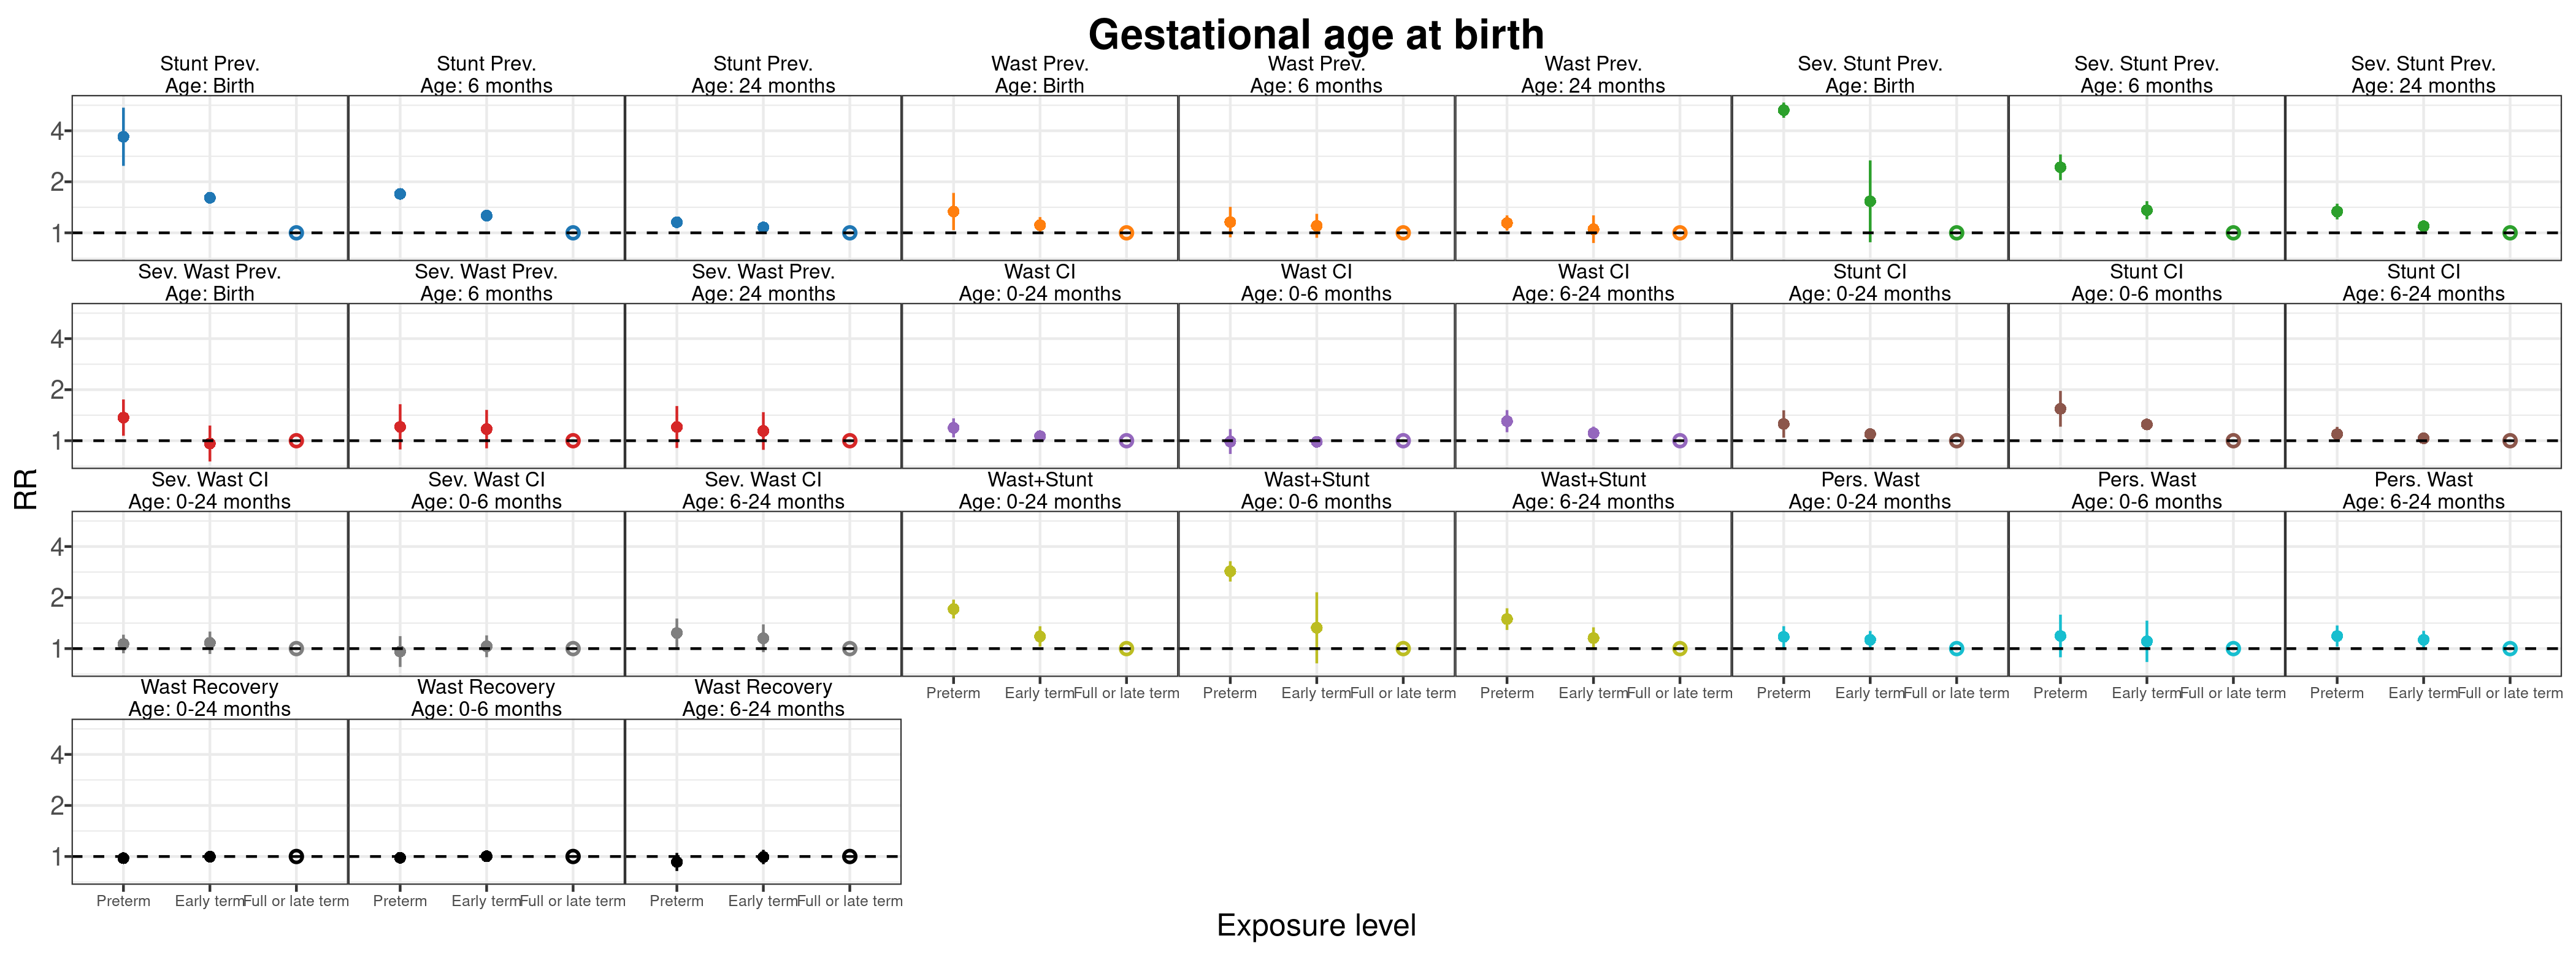 Gestational age at birth
Stunt Prev. Stunt Prev. Stunt Prev. Wast Prev. Wast Prev. Wast Prev. Sev. Stunt Prev. Sev. Stunt Prev. Sev. Stunt Prev.
Age: Birth Age: 6 months Age: 24 months Age: Birth Age: 6 months Age: 24 months Age: Birth Age: 6 months Age: 24 months
4
2
1
Sev. Wast Prev. Sev. Wast Prev. Sev. Wast Prev. Wast CI Wast CI Wast CI Stunt CI Stunt CI Stunt CI
Age: Birth Age: 6 months Age: 24 months Age: 0-24 months Age: 0-6 months Age: 6-24 months Age: 0-24 months Age: 0-6 months Age: 6-24 months
4
2
1
RR
Sev. Wast CI Sev. Wast CI Sev. Wast CI Wast+Stunt Wast+Stunt Wast+Stunt Pers. Wast Pers. Wast Pers. Wast
Age: 0-24 months Age: 0-6 months Age: 6-24 months Age: 0-24 months Age: 0-6 months Age: 6-24 months Age: 0-24 months Age: 0-6 months Age: 6-24 months
4
2
1
Preterm Early term Full or late term Preterm Early term Full or late term Preterm Early term Full or late term Preterm Early term Full or late term Preterm Early term Full or late term Preterm Early term Full or late term
Wast Recovery Wast Recovery Wast Recovery
Age: 0-24 months Age: 0-6 months Age: 6-24 months
4
2
1
Preterm Early term Full or late term Preterm Early term Full or late term Preterm Early term Full or late term
Exposure level